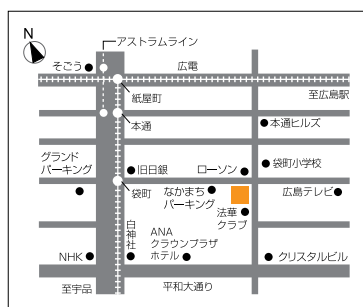 N
アストラムライン
そごう
広電
至広島駅
紙屋町
本通
本通ヒルズ
グランド
パーキング
旧日銀
ローソン
袋町小学校
袋町
なかまち
パーキング
広島テレビ
法華
クラブ
白神社
ANA
クラウンプラザ
ホテル
NHK
クリスタルビル
至宇品
平和大通り